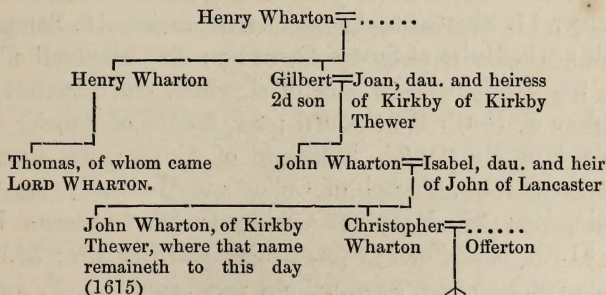 Henry Wharton ......
Henry Wharton
Gilbert
2d son
Joan, dau. and heiress
of Kirkby of Kirkby
Thewer
Thomas, of whom came
LORD WHARTON.
John Wharton
Isabel, dau. and heir
of John of Lancaster
John Wharton, of Kirkby
Thewer, where that name
remaineth to this day
(1615)
Christopher
Wharton
......
Offerton